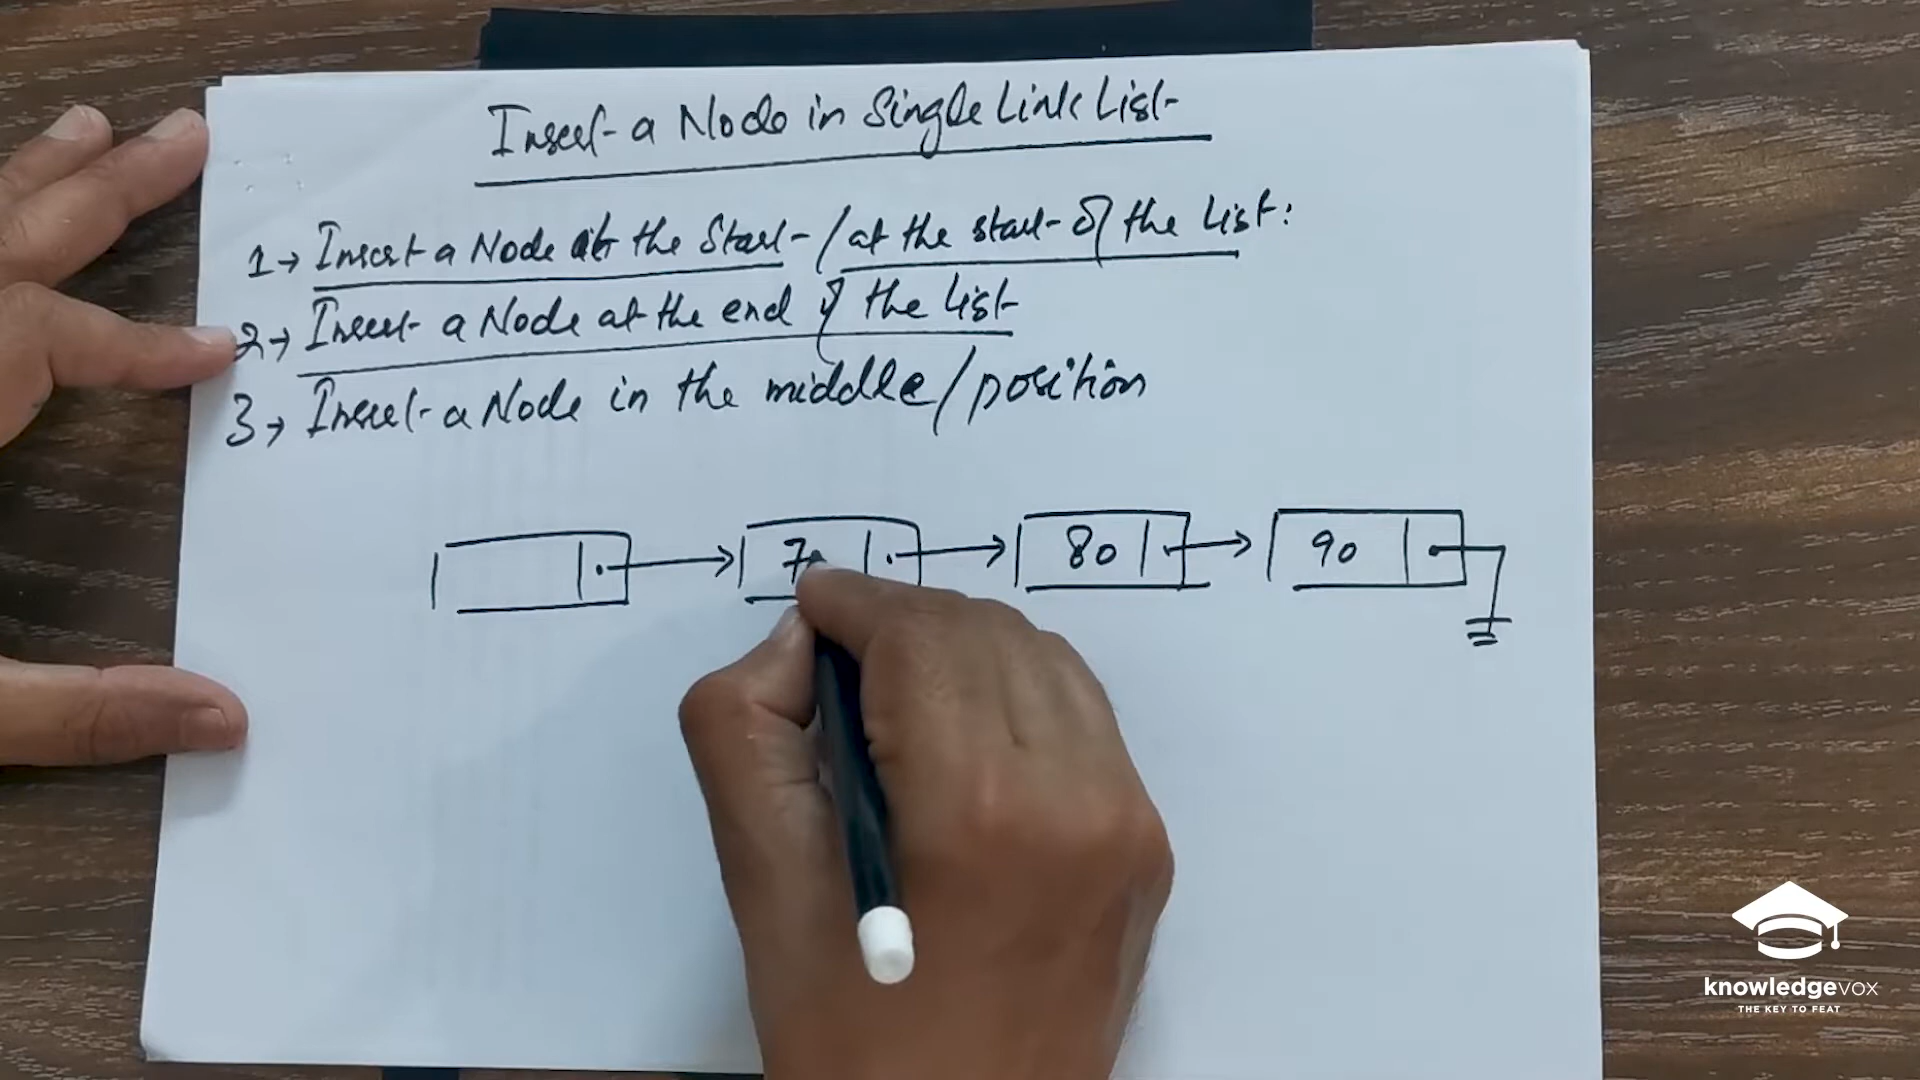 Insert a Node in Single Link List
1→ Insert a Node at the Start / at the start of the List:
2→ Insert a Node at the end of the List
3→ Insert a Node in the middle/position
80 90
knowledgevox
THE KEY TO FEAT